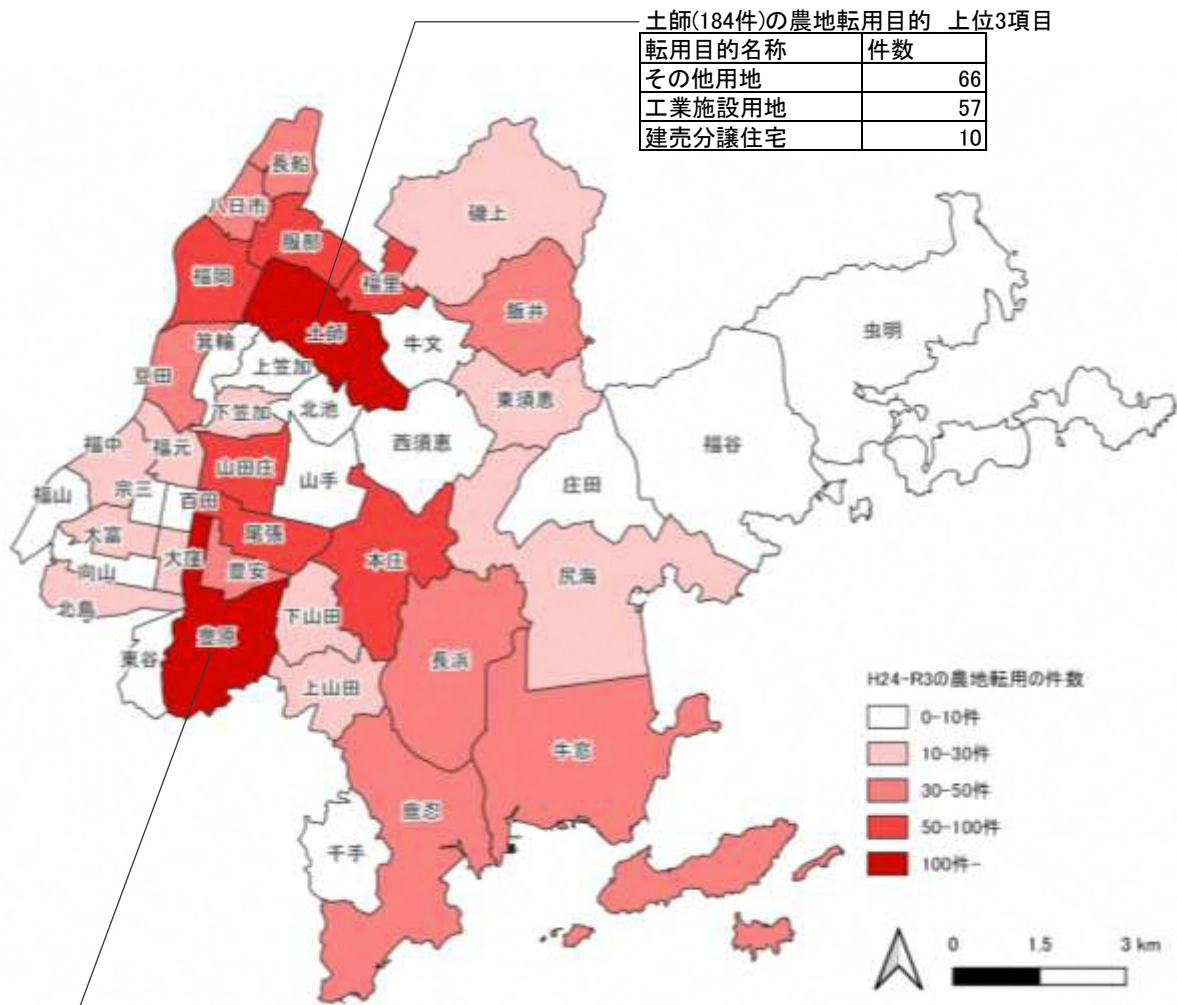 土師(184件)の農地転用目的 上位3項目
転用目的名称 件数
その他用地 66
工業施設用地 57
建売分譲住宅 10
長船
八日市
磯上
服部
福岡
福里
飯井
土師
虫明
箕輪
牛文
上笠加
豆田
東須恵
北池
下笠加
福中
福元
西須恵
福谷
山田庄
山手
庄田
宗三
福山
百田
大富
尾張
大窪
本庄
向山
豊安
尻海
北島
下山田
豊原
東谷
長浜
上山田
牛窓
鹿忍
千手
H24-R3の農地転用の件数
0-10件
10-30件
30-50件
50-100件
100件-
0 1.5 3 km